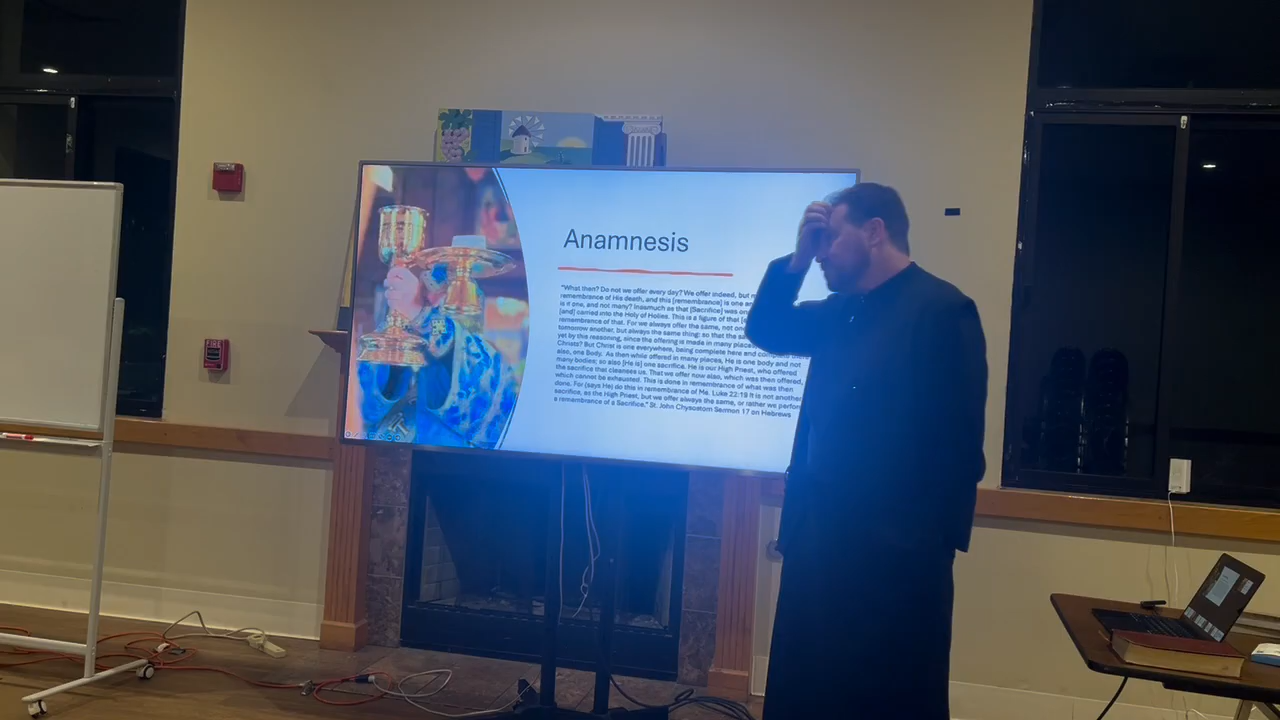 Anamnesis
"What then? Do not we offer every day? We offer indeed, but m
remembrance of His death, and this [remembrance] is one an
is it one, and not many? Inasmuch as that [Sacrifice] was on
[and] carried into the Holy of Holies. This is a figure of that [
remembrance of that. For we always offer the same, not one
tomorrow another, but always the same thing: so that the sa
yet by this reasoning, since the offering is made in many places
Christs? But Christ is one everywhere, being complete here and complete there
also, one Body. As then while offered in many places, He is one body and not
many bodies; so also [He is] one sacrifice. He is our High Priest, who offered
the sacrifice that cleanses us. That we offer now also, which was then offered,
which cannot be exhausted. This is done in remembrance of what was then
done. For (says He) do this in remembrance of Me. Luke 22:19 It is not another
sacrifice, as the High Priest, but we offer always the same, or rather we perform
a remembrance of a Sacrifice." St. John Chysostom Sermon 17 on Hebrews
FIRE